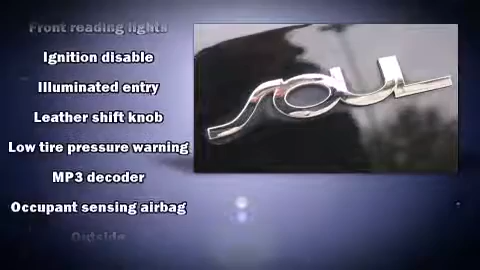 Front reading lights
Ignition disable
Illuminated entry
Leather shift knob
Low tire pressure warning
MP3 decoder
Occupant sensing airbag
Outside
soul